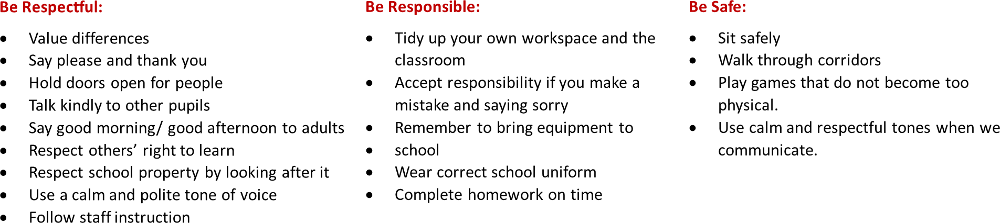 Be Respectful:
• Value differences
• Say please and thank you
• Hold doors open for people
• Talk kindly to other pupils
• Say good morning/ good afternoon to adults
• Respect others’ right to learn
• Respect school property by looking after it
• Use a calm and polite tone of voice
• Follow staff instruction
Be Responsible:
• Tidy up your own workspace and the
classroom
• Accept responsibility if you make a
mistake and saying sorry
• Remember to bring equipment to
• school
• Wear correct school uniform
• Complete homework on time
Be Safe:
• Sit safely
• Walk through corridors
• Play games that do not become too
physical.
• Use calm and respectful tones when we
communicate.